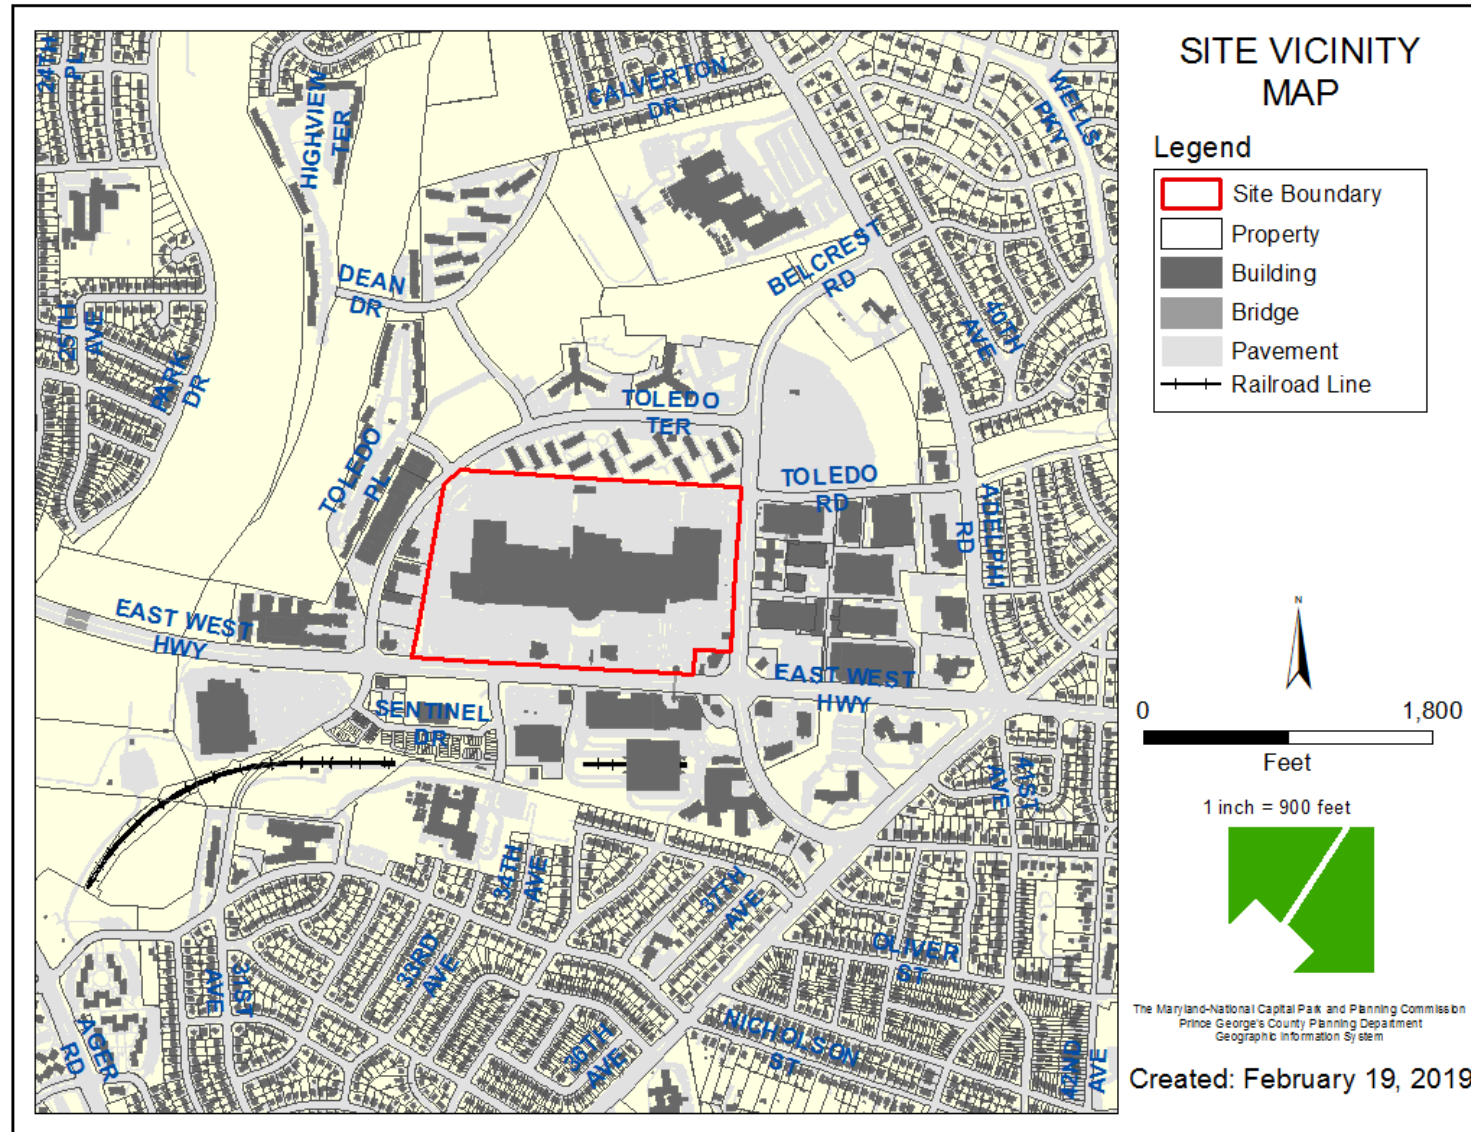 SITE VICINITY
MAP
Legend
Site Boundary
Property
Building
Bridge
Pavement
Railroad Line
N
0 1,800
Feet
1 inch = 900 feet
The Maryland-National Capital Park and Planning Commission
Prince George's County Planning Department
Geographic Information System
Created: February 19, 2019
24TH
PL
HIGHVIEW
TER
CALVERTON
DR
WELLS
PKY
BELCREST
RD
DEAN
DR
25TH
AVE
PARK
DR
40TH
AVE
TOLEDO
TER
TOLEDO
PL
TOLEDO
RD
ADELPHI
RD
EAST WEST
HWY
EAST WEST
HWY
SENTINEL
DR
41ST
AVE
34TH
AVE
37TH
AVE
33RD
AVE
OLIVER
ST
31ST
AVE
36TH
AVE
NICHOLSON
ST
AGER
RD
42ND
AVE